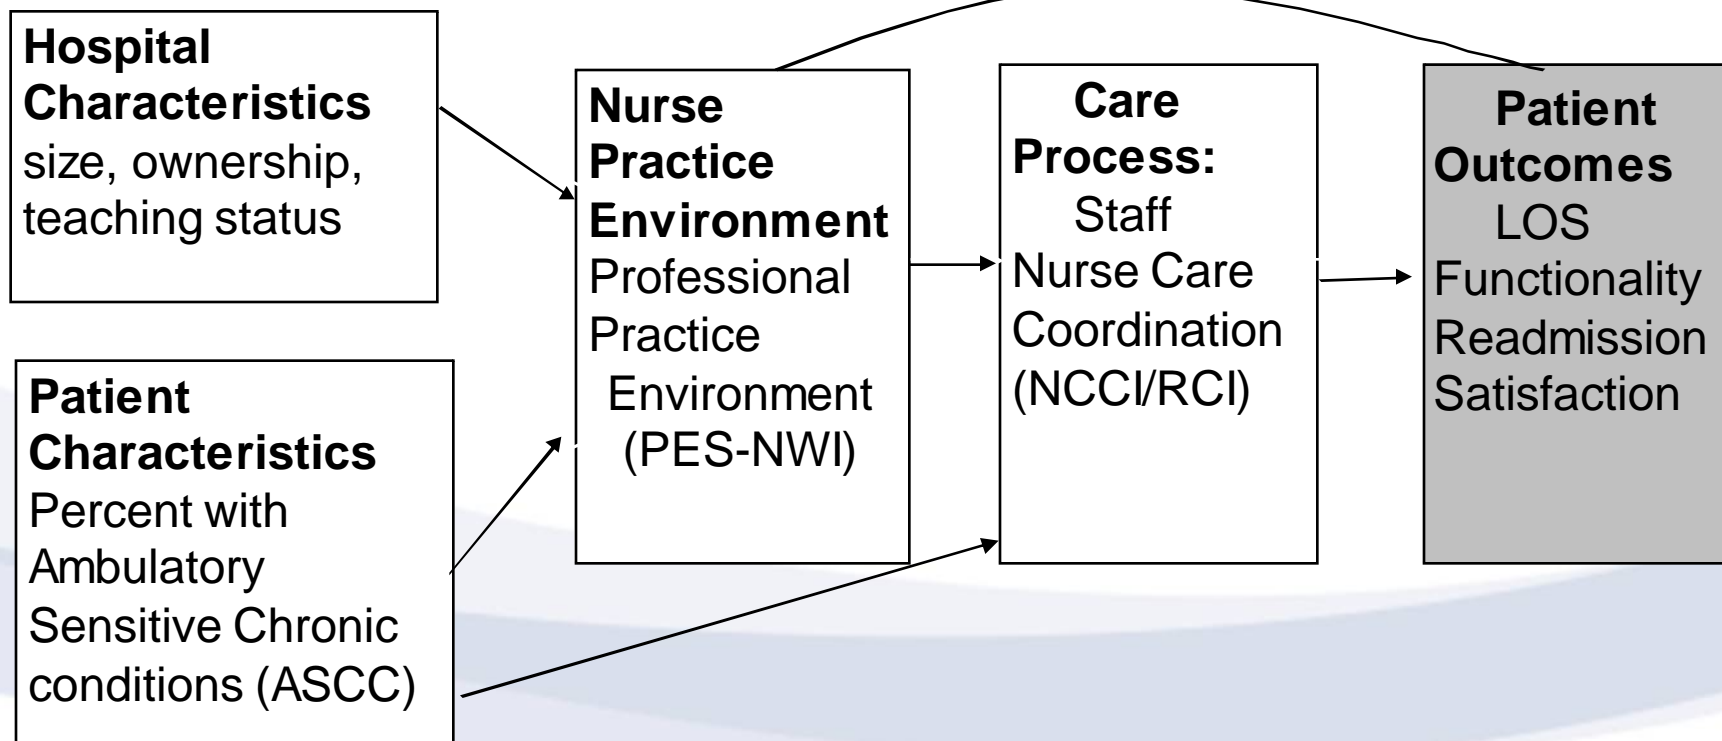 Hospital
Characteristics
size, ownership,
teaching status
Patient
Characteristics
Percent with
Ambulatory
Sensitive Chronic
conditions (ASCC)
Nurse
Practice
Environment
Professional
Practice
Environment
(PES-NWI)
Care
Process:
Staff
Nurse Care
Coordination
(NCCI/RCI)
Patient
Outcomes
LOS
Functionality
Readmission
Satisfaction